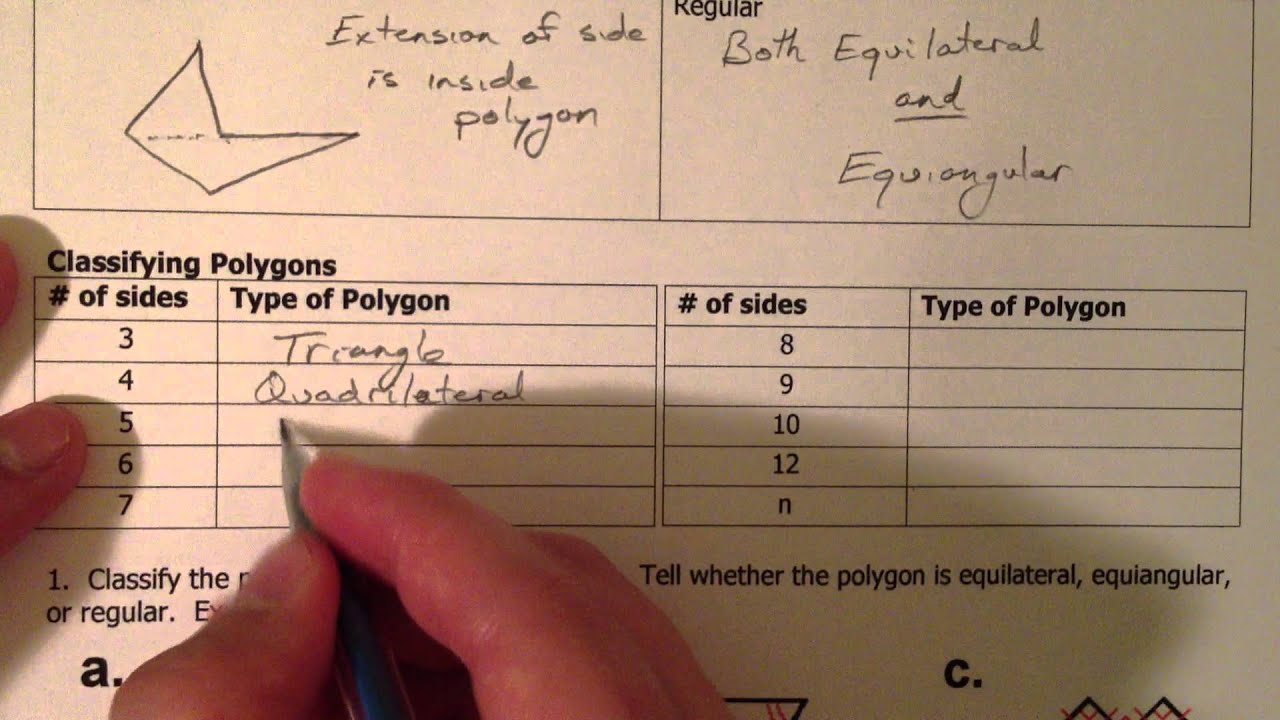 Extension of side
is inside
polygon
Regular
Both Equilateral
and
Equiangular
Classifying Polygons
# of sides Type of Polygon
3 Triangle
4 Quadrilateral
5
6
7
# of sides Type of Polygon
8
9
10
12
n
1. Classify the Tell whether the polygon is equilateral, equiangular,
or regular.
a. c.